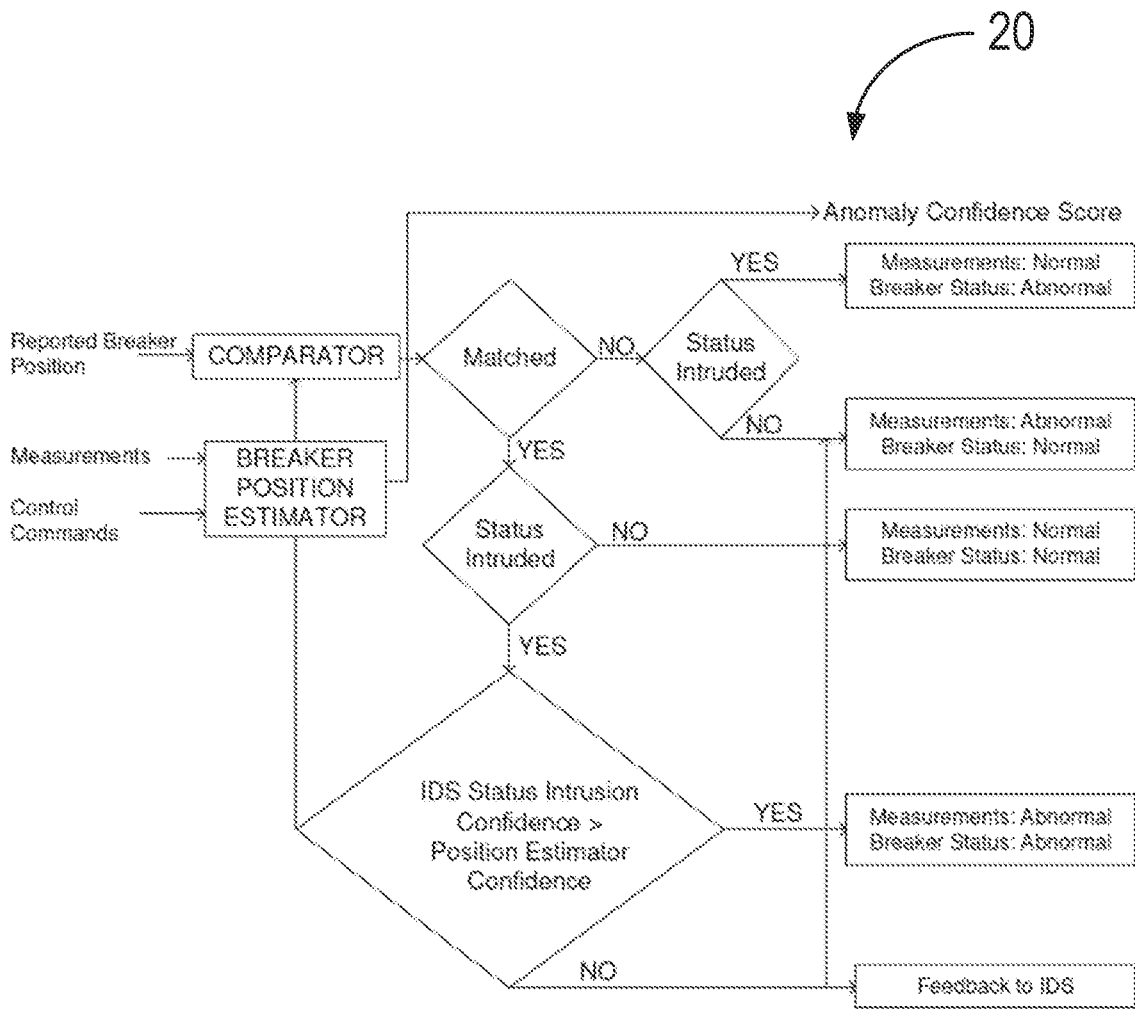 20
Anomaly Confidence Score
YES
Measurements: Normal
Breaker Status: Abnormal
Reported Breaker
Position
COMPARATOR
Matched
NO
Status
Intruded
NO
Measurements: Abnormal
Breaker Status: Normal
Measurements
Control
Commands
BREAKER
POSITION
ESTIMATOR
YES
Status
Intruded
NO
Measurements: Normal
Breaker Status: Normal
YES
IDS Status Intrusion
Confidence >
Position Estimator
Confidence
YES
Measurements: Abnormal
Breaker Status: Abnormal
NO
Feedback to IDS